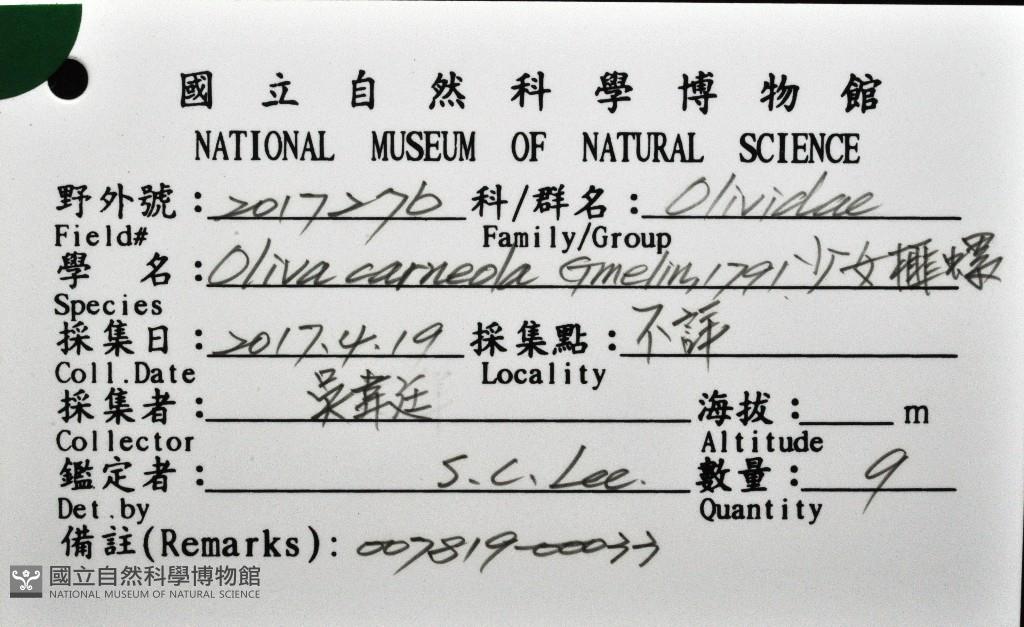 國立自然科學博物館
NATIONAL MUSEUM OF NATURAL SCIENCE
野外號: 2017276 科/群名: Olividae
Field# Family/Group
學 名: Oliva carneola Gmelin, 1791 少女榧螺
Species
採集日: 2017.4.19 採集點: 不詳
Coll.Date Locality
採集者: 吳韋廷 海拔: m
Collector Altitude
鑑定者: S.C. Lee. 數量: 9
Det.by Quantity
備註(Remarks): 007819-00033
國立自然科學博物館
NATIONAL MUSEUM OF NATURAL SCIENCE